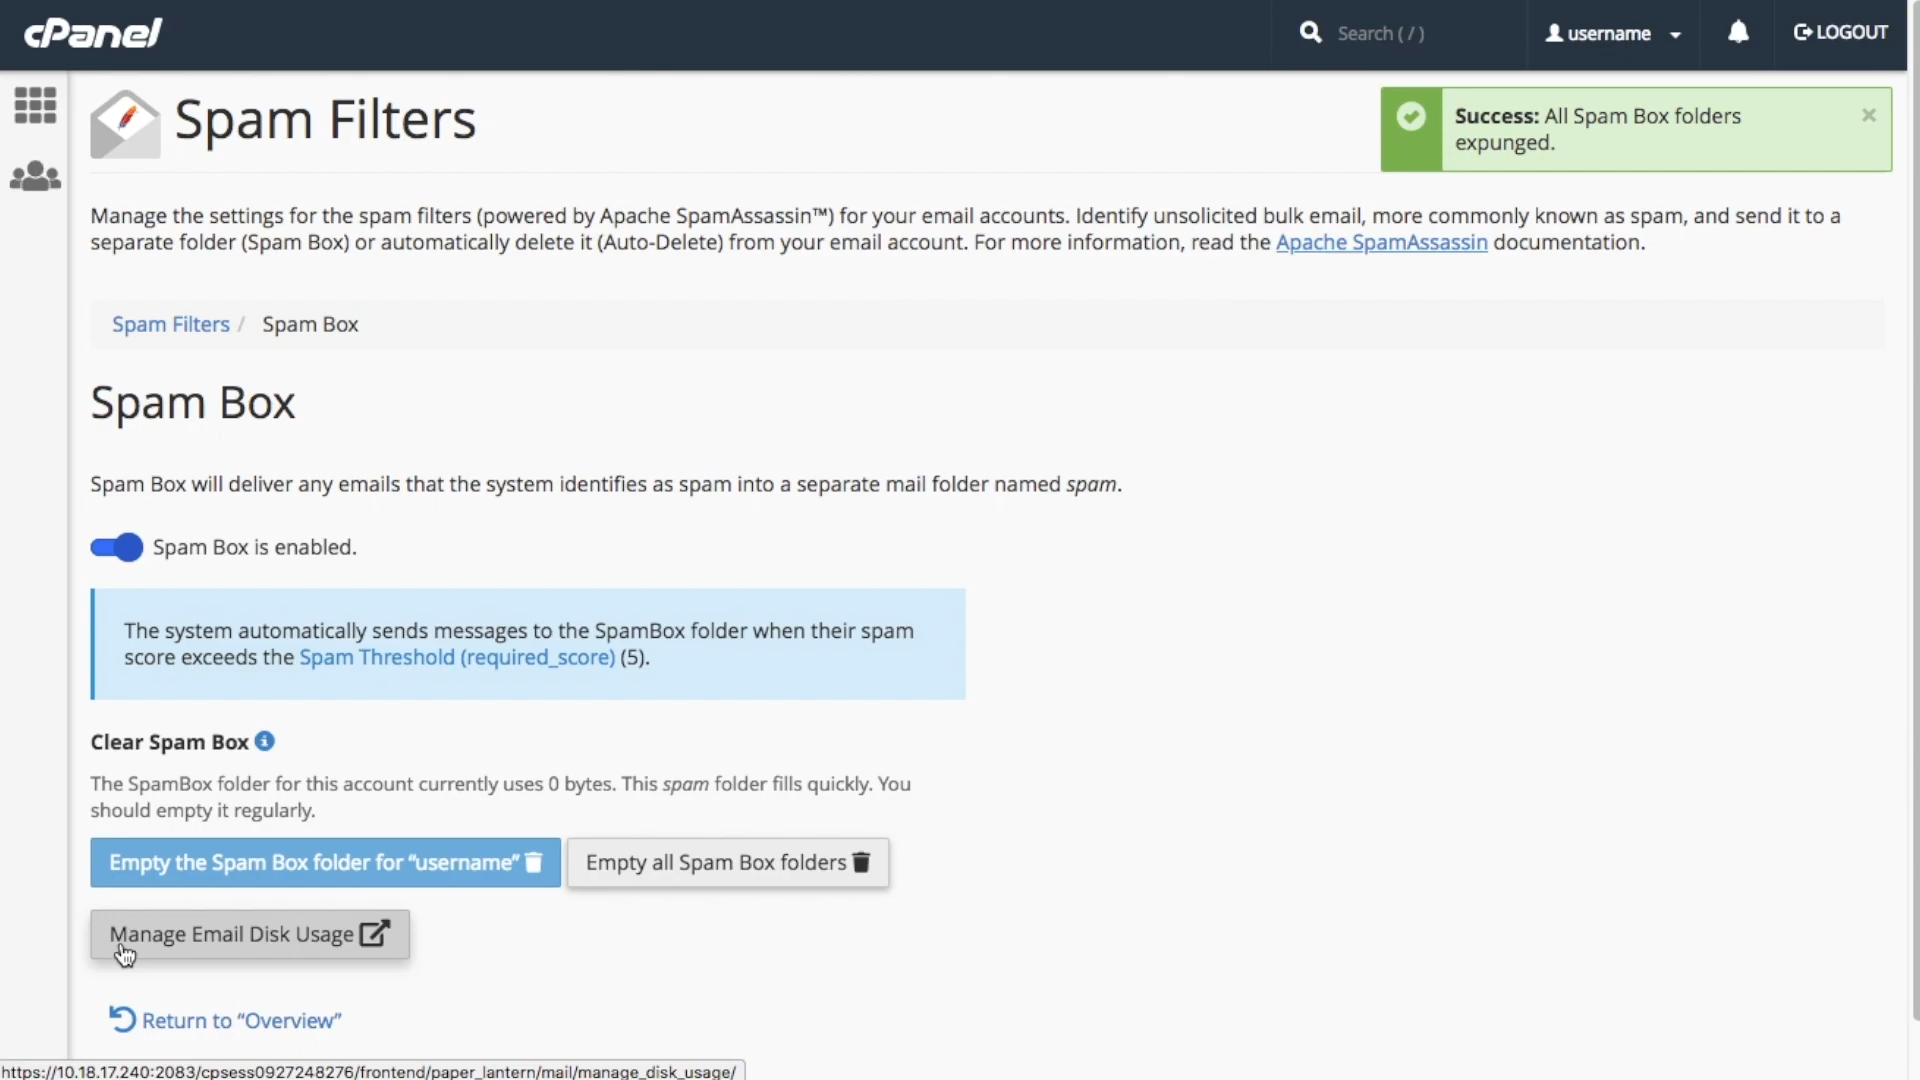 cPanel
Search ( / )
username
LOGOUT
Spam Filters
Success: All Spam Box folders
expunged.
×
Manage the settings for the spam filters (powered by Apache SpamAssassin™) for your email accounts. Identify unsolicited bulk email, more commonly known as spam, and send it to a
separate folder (Spam Box) or automatically delete it (Auto-Delete) from your email account. For more information, read the Apache SpamAssassin documentation.
Spam Filters / Spam Box
Spam Box
Spam Box will deliver any emails that the system identifies as spam into a separate mail folder named spam.
Spam Box is enabled.
The system automatically sends messages to the SpamBox folder when their spam
score exceeds the Spam Threshold (required_score) (5).
Clear Spam Box
The SpamBox folder for this account currently uses 0 bytes. This spam folder fills quickly. You
should empty it regularly.
Empty the Spam Box folder for “username”
Empty all Spam Box folders
Manage Email Disk Usage
Return to “Overview”
https://10.18.17.240:2083/cpsess0927248276/frontend/paper_lantern/mail/manage_disk_usage/